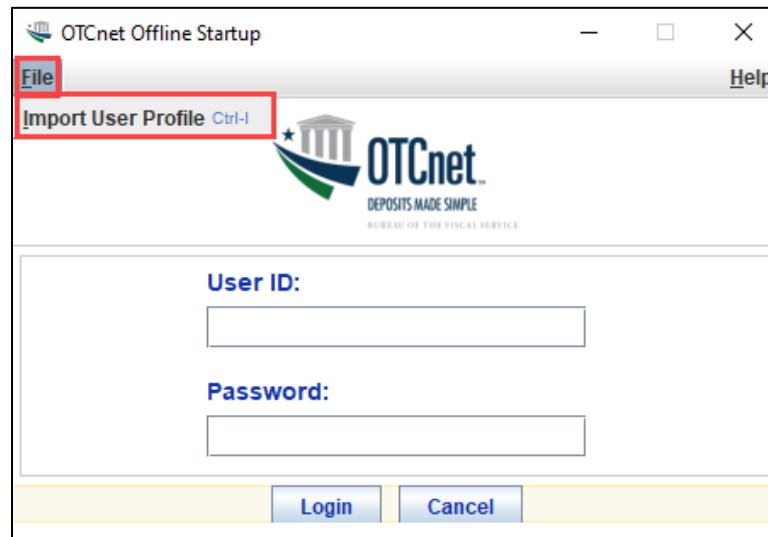 OTCnet Offline Startup
File Help
Import User Profile Ctrl-I
OTCnet
DEPOSITS MADE SIMPLE
BUREAU OF THE FISCAL SERVICE
User ID:
Password:
Login Cancel